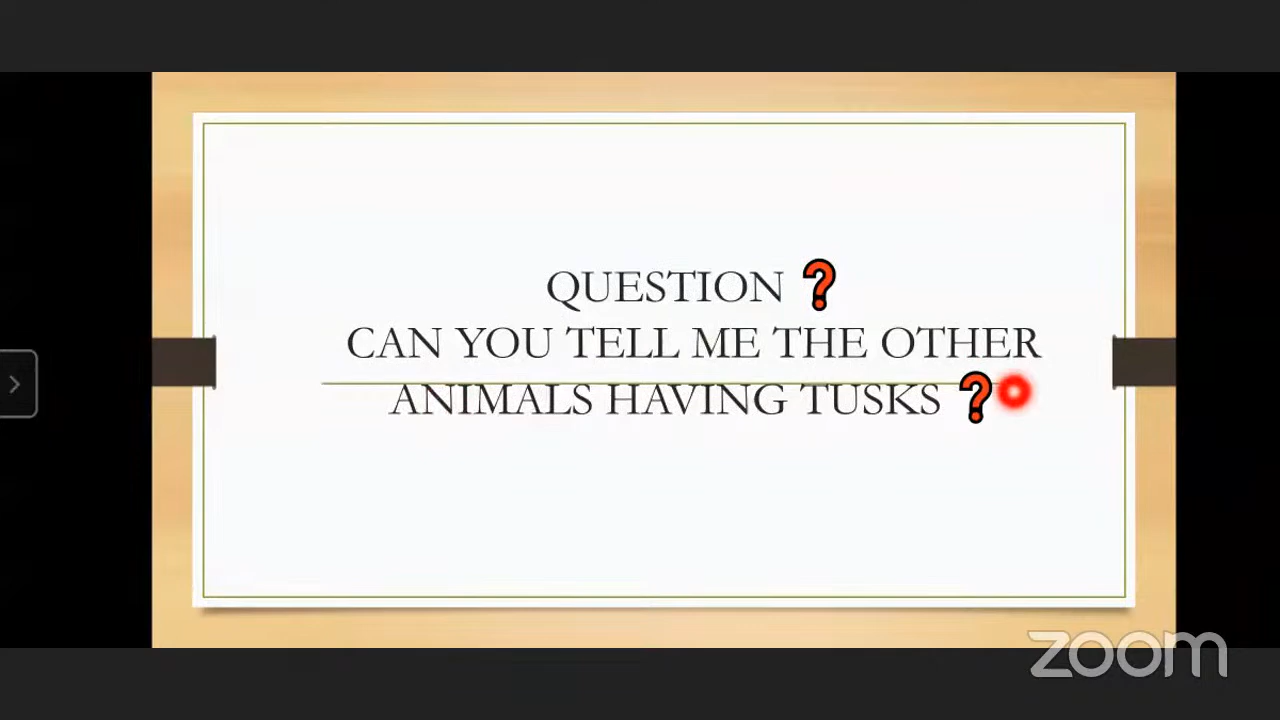 QUESTION ❓
CAN YOU TELL ME THE OTHER
ANIMALS HAVING TUSKS ❓
zoom